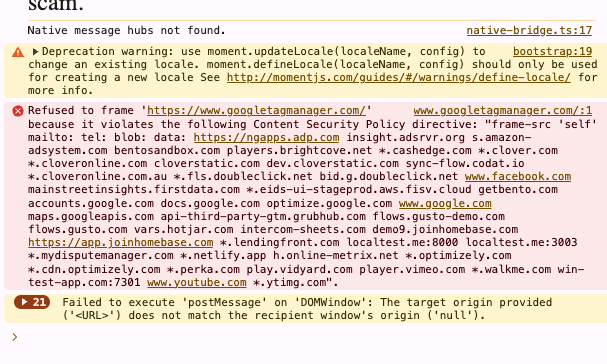 scam.
Native message hubs not found. native-bridge.ts:17
Deprecation warning: use moment.updateLocale(localeName, config) to bootstrap:19
change an existing locale. moment.defineLocale(localeName, config) should only be used
for creating a new locale See http://momentjs.com/guides/#/warnings/define-locale/ for
more info.
Refused to frame 'https://www.googletagmanager.com/' www.googletagmanager.com/:1
because it violates the following Content Security Policy directive: "frame-src 'self'
mailto: tel: blob: data: https://ngapps.adp.com insight.adsrvr.org s.amazon-
adsystem.com bentosandbox.com players.brightcove.net *.cashedge.com *.clover.com
*.cloveronline.com cloverstatic.com dev.cloverstatic.com sync-flow.codat.io
*.cloveronline.com.au *.fls.doubleclick.net bid.g.doubleclick.net www.facebook.com
mainstreetinsights.firstdata.com *.eids-ui-stageprod.aws.fisv.cloud getbento.com
accounts.google.com docs.google.com optimize.google.com www.google.com
maps.googleapis.com api-third-party-gtm.grubhub.com flows.gusto-demo.com
flows.gusto.com vars.hotjar.com intercom-sheets.com demo9.joinhomebase.com
https://app.joinhomebase.com *.lendingfront.com localtest.me:8000 localtest.me:3003
*.mydisputemanager.com *.netlify.app h.online-metrix.net *.optimizely.com
*.cdn.optimizely.com *.perka.com play.vidyard.com player.vimeo.com *.walkme.com win-
test-app.com:7301 www.youtube.com *.ytimg.com".
21 Failed to execute 'postMessage' on 'DOMWindow': The target origin provided
('<URL>') does not match the recipient window's origin ('null').